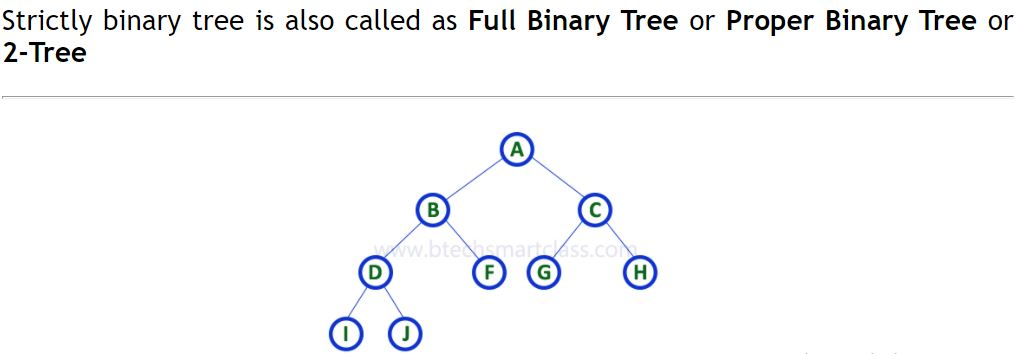 Strictly binary tree is also called as Full Binary Tree or Proper Binary Tree or
2-Tree
A
B
C
www.btechsmartclass.com
D
F
G
H
I
J